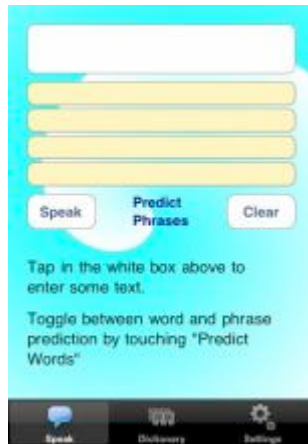 Speak
Predict
Phrases
Clear
Tap in the white box above to
enter some text.
Toggle between word and phrase
prediction by touching "Predict
Words"
Speak
Dictionary
Settings